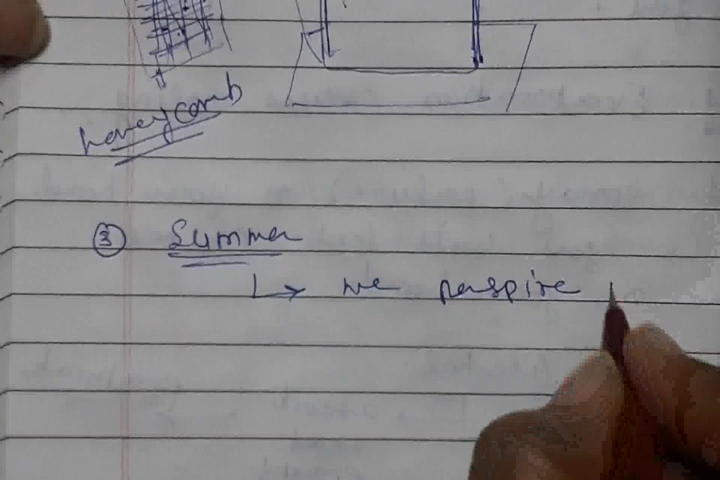 honeycomb
③ Summer
↳ we perspire